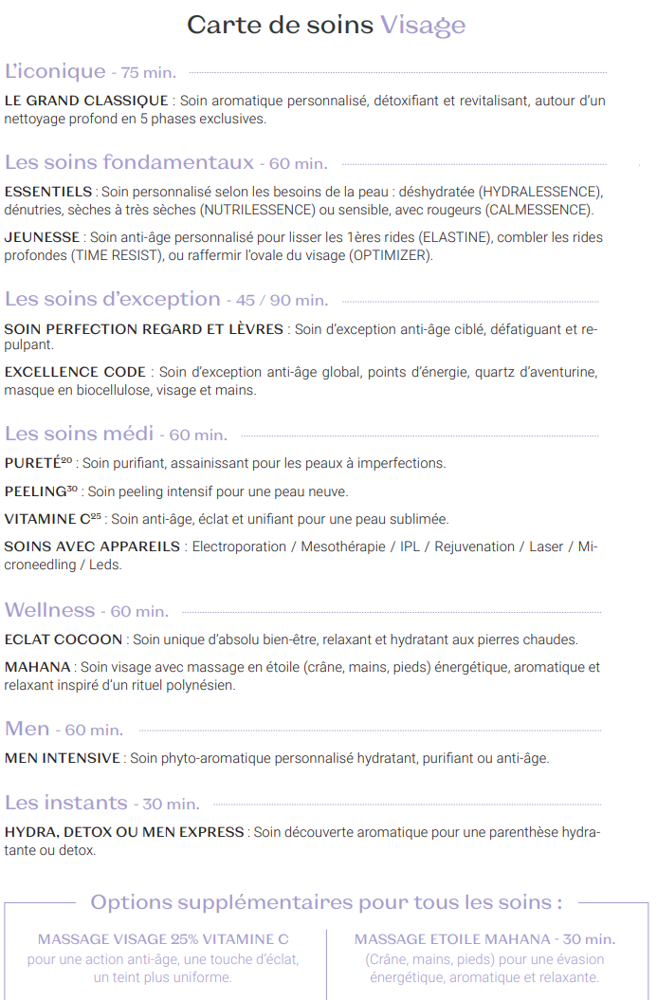 Carte de soins Visage
L'iconique - 75 min.
LE GRAND CLASSIQUE : Soin aromatique personnalisé, détoxifiant et revitalisant, autour d'un
nettoyage profond en 5 phases exclusives.
Les soins fondamentaux - 60 min.
ESSENTIELS : Soin personnalisé selon les besoins de la peau : déshydratée (HYDRALESSENCE),
dénutries, sèches à très sèches (NUTRILESSENCE) ou sensible, avec rougeurs (CALMESSENCE).
JEUNESSE : Soin anti-âge personnalisé pour lisser les 1ères rides (ELASTINE), combler les rides
profondes (TIME RESIST), ou raffermir l'ovale du visage (OPTIMIZER).
Les soins d'exception - 45 / 90 min.
SOIN PERFECTION REGARD ET LÈVRES : Soin d'exception anti-âge ciblé, défatiguant et re-
pulpant.
EXCELLENCE CODE : Soin d'exception anti-âge global, points d'énergie, quartz d'aventurine,
masque en biocellulose, visage et mains.
Les soins médi - 60 min.
PURETÉ²⁰ : Soin purifiant, assainissant pour les peaux à imperfections.
PEELING³⁰ : Soin peeling intensif pour une peau neuve.
VITAMINE C²⁵ : Soin anti-âge, éclat et unifiant pour une peau sublimée.
SOINS AVEC APPAREILS : Electroporation / Mesothérapie / IPL / Rejuvenation / Laser / Mi-
croneedling / Leds.
Wellness - 60 min.
ECLAT COCOON : Soin unique d'absolu bien-être, relaxant et hydratant aux pierres chaudes.
MAHANA : Soin visage avec massage en étoile (crâne, mains, pieds) énergétique, aromatique et
relaxant inspiré d'un rituel polynésien.
Men - 60 min.
MEN INTENSIVE : Soin phyto-aromatique personnalisé hydratant, purifiant ou anti-âge.
Les instants - 30 min.
HYDRA, DETOX OU MEN EXPRESS : Soin découverte aromatique pour une parenthèse hydra-
tante ou detox.
Options supplémentaires pour tous les soins :
MASSAGE VISAGE 25% VITAMINE C
pour une action anti-âge, une touche d'éclat,
un teint plus uniforme.
MASSAGE ETOILE MAHANA - 30 min.
(Crâne, mains, pieds) pour une évasion
énergétique, aromatique et relaxante.